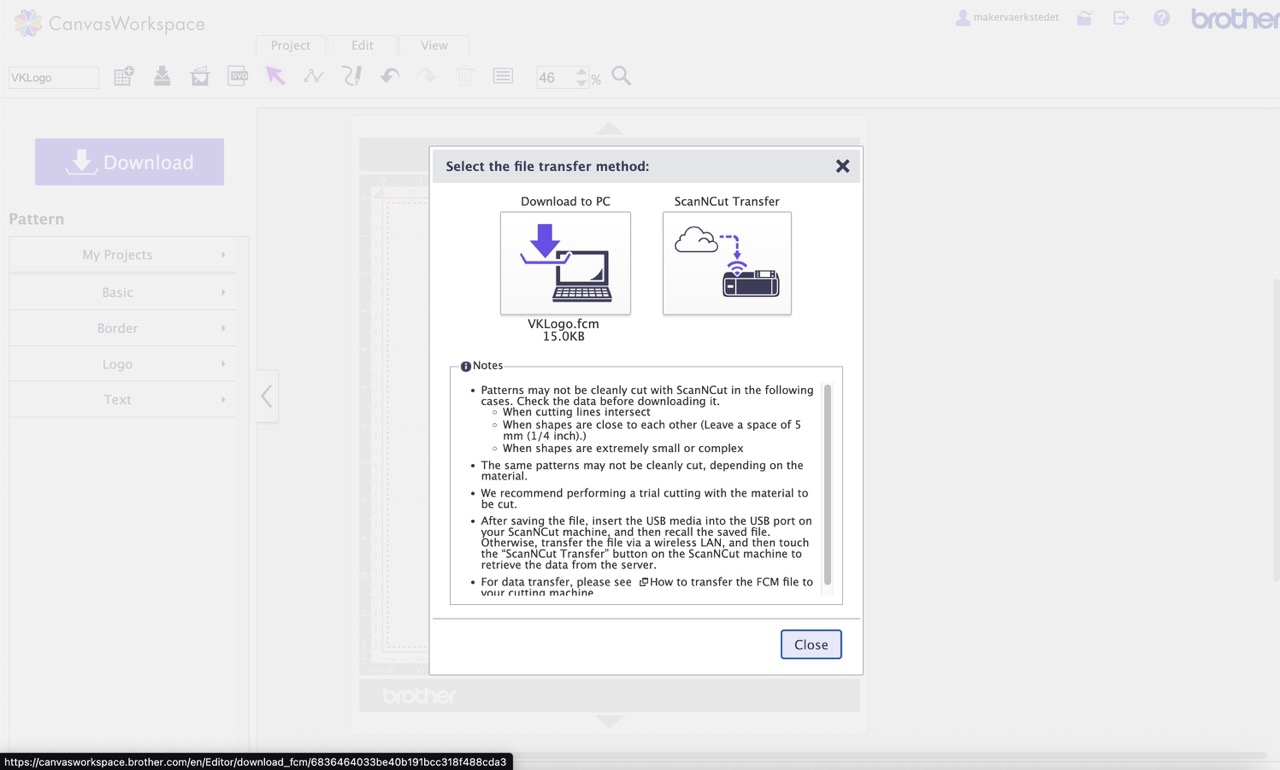 CanvasWorkspace
makervaerkstedet
brother
Project
Edit
View
VKLogo
SVG
46
%
Download
Pattern
My Projects
Basic
Border
Logo
Text
Select the file transfer method:
Download to PC
ScanNCut Transfer
VKLogo.fcm
15.0KB
Notes
• Patterns may not be cleanly cut with ScanNCut in the following
cases. Check the data before downloading it.
◦ When cutting lines intersect
◦ When shapes are close to each other (Leave a space of 5
mm (1/4 inch).)
◦ When shapes are extremely small or complex
• The same patterns may not be cleanly cut, depending on the
material.
• We recommend performing a trial cutting with the material to
be cut.
• After saving the file, insert the USB media into the USB port on
your ScanNCut machine, and then recall the saved file.
Otherwise, transfer the file via a wireless LAN, and then touch
the “ScanNCut Transfer” button on the ScanNCut machine to
retrieve the data from the server.
• For data transfer, please see How to transfer the FCM file to
your cutting machine
Close
brother
https://canvasworkspace.brother.com/en/Editor/download_fcm/6836464033be40b191bcc318f488cda3